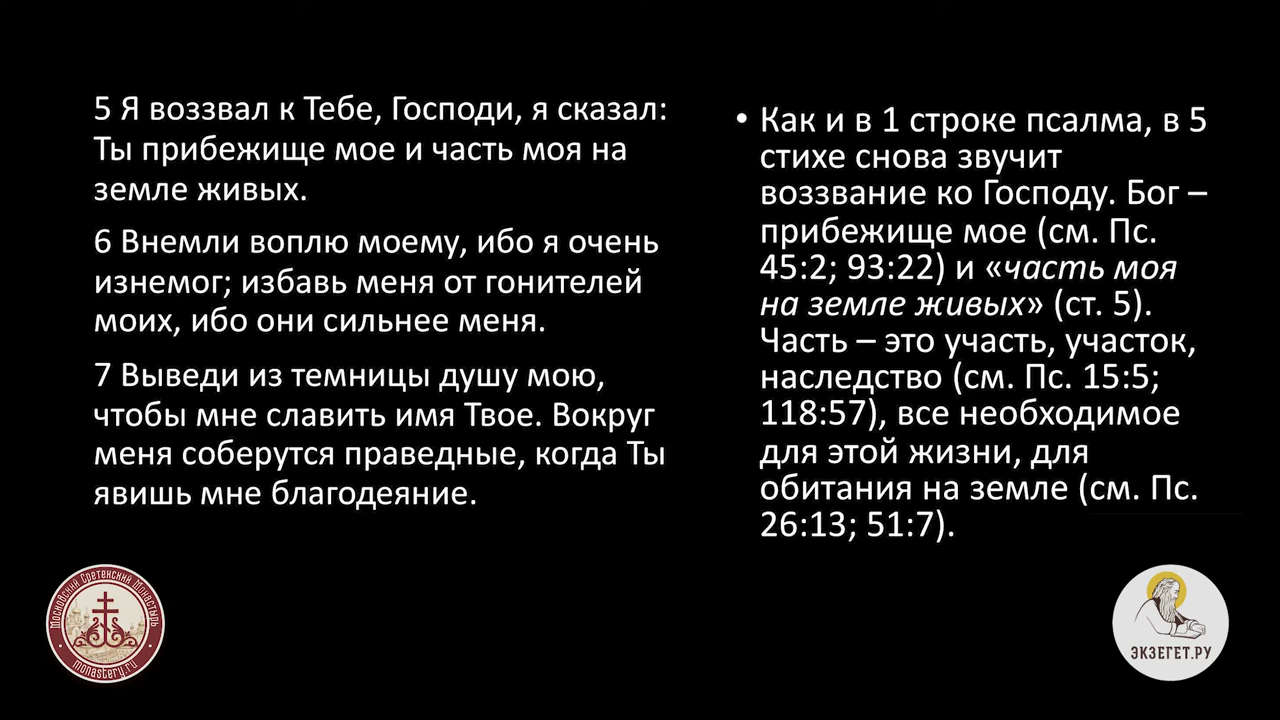 5 Я воззвал к Тебе, Господи, я сказал:
Ты прибежище мое и часть моя на
земле живых.
6 Внемли воплю моему, ибо я очень
изнемог; избавь меня от гонителей
моих, ибо они сильнее меня.
7 Выведи из темницы душу мою,
чтобы мне славить имя Твое. Вокруг
меня соберутся праведные, когда Ты
явишь мне благодеяние.
• Как и в 1 строке псалма, в 5
стихе снова звучит
воззвание ко Господу. Бог –
прибежище мое (см. Пс.
45:2; 93:22) и «часть моя
на земле живых» (ст. 5).
Часть – это участь, участок,
наследство (см. Пс. 15:5;
118:57), все необходимое
для этой жизни, для
обитания на земле (см. Пс.
26:13; 51:7).
Московский Сретенский Монастырь
monastery.ru
ЭКЗЕГЕТ.РУ